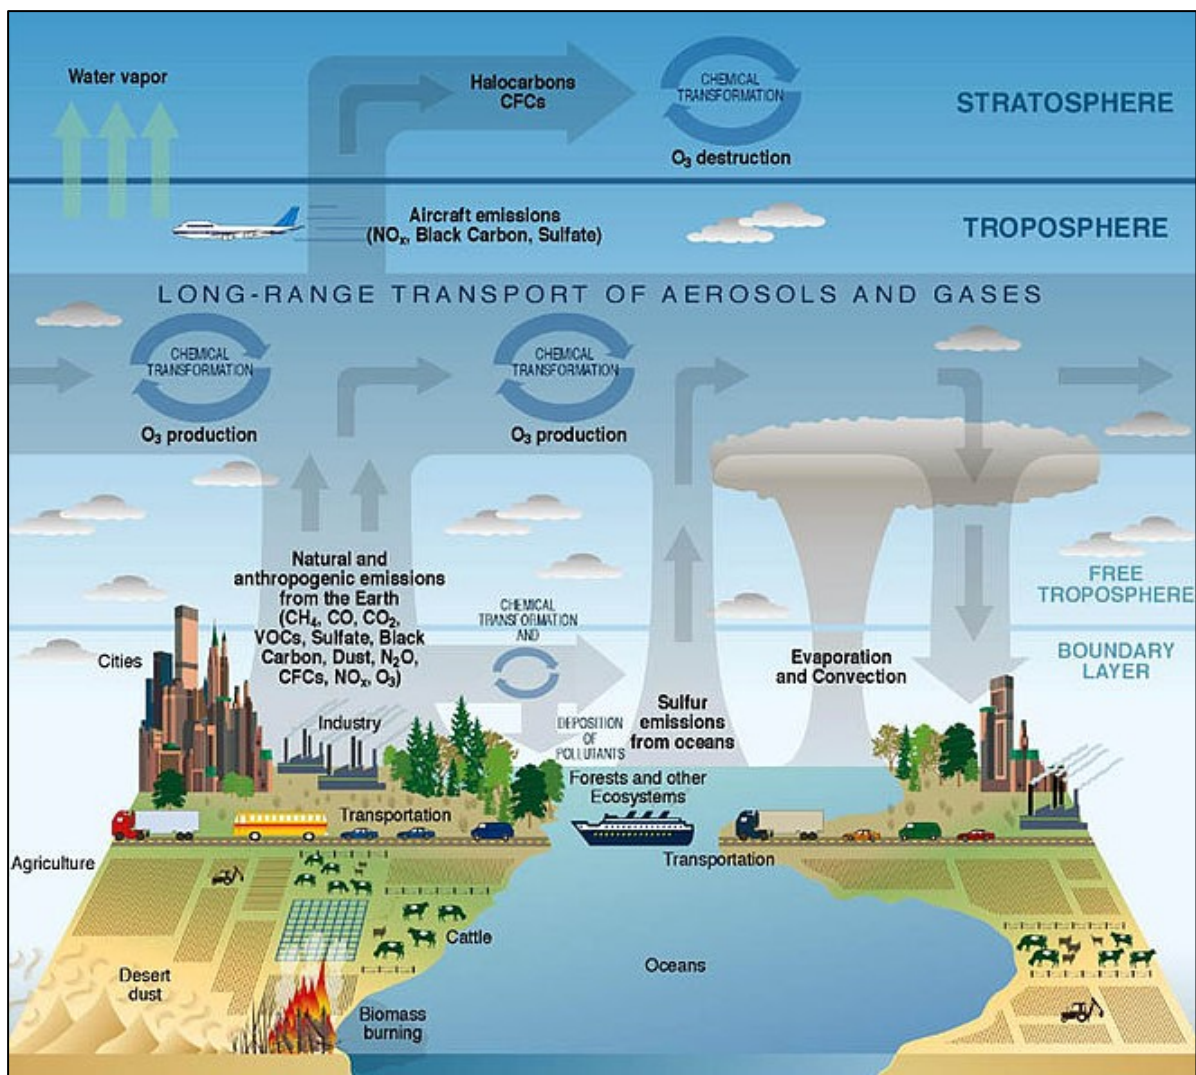 Water vapor
Halocarbons
CFCs
CHEMICAL
TRANSFORMATION
O₃ destruction
STRATOSPHERE
Aircraft emissions
(NOₓ, Black Carbon, Sulfate)
TROPOSPHERE
LONG-RANGE TRANSPORT OF AEROSOLS AND GASES
CHEMICAL
TRANSFORMATION
O₃ production
CHEMICAL
TRANSFORMATION
O₃ production
Natural and
anthropogenic emissions
from the Earth
(CH₄, CO, CO₂,
VOCs, Sulfate, Black
Carbon, Dust, N₂O,
CFCs, NOₓ, O₃)
CHEMICAL
TRANSFORMATION
AND
DEPOSITION
OF
POLLUTANTS
FREE
TROPOSPHERE
BOUNDARY
LAYER
Cities
Industry
Sulfur
emissions
from oceans
Evaporation
and Convection
Forests and other
Ecosystems
Transportation
Transportation
Agriculture
Cattle
Oceans
Desert
dust
Biomass
burning